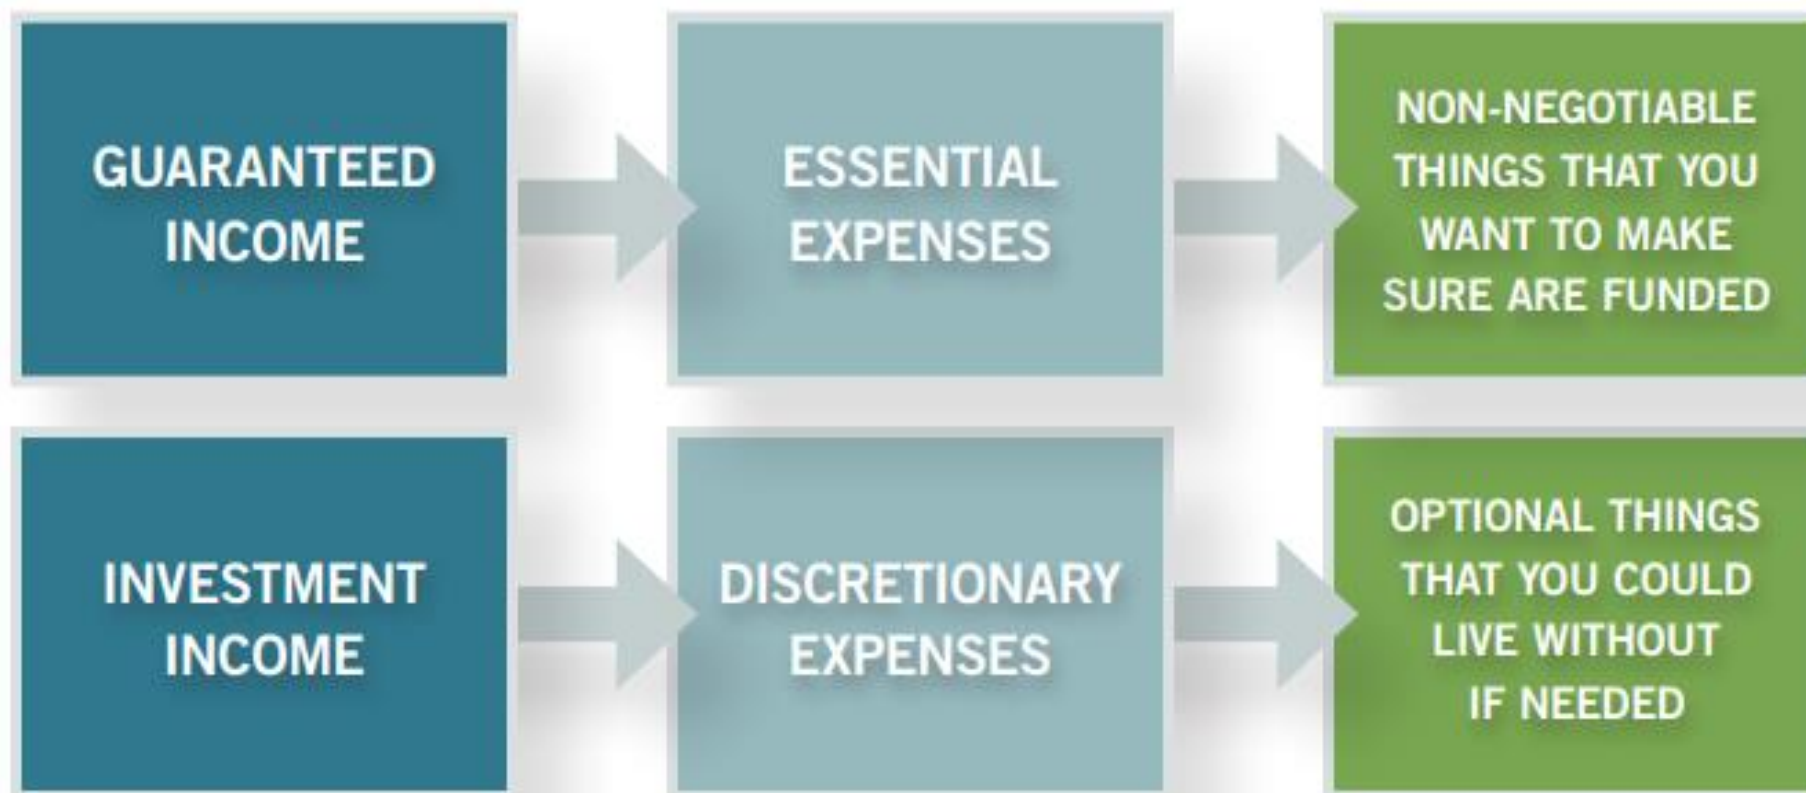 GUARANTEED
INCOME
ESSENTIAL
EXPENSES
NON-NEGOTIABLE
THINGS THAT YOU
WANT TO MAKE
SURE ARE FUNDED
INVESTMENT
INCOME
DISCRETIONARY
EXPENSES
OPTIONAL THINGS
THAT YOU COULD
LIVE WITHOUT
IF NEEDED